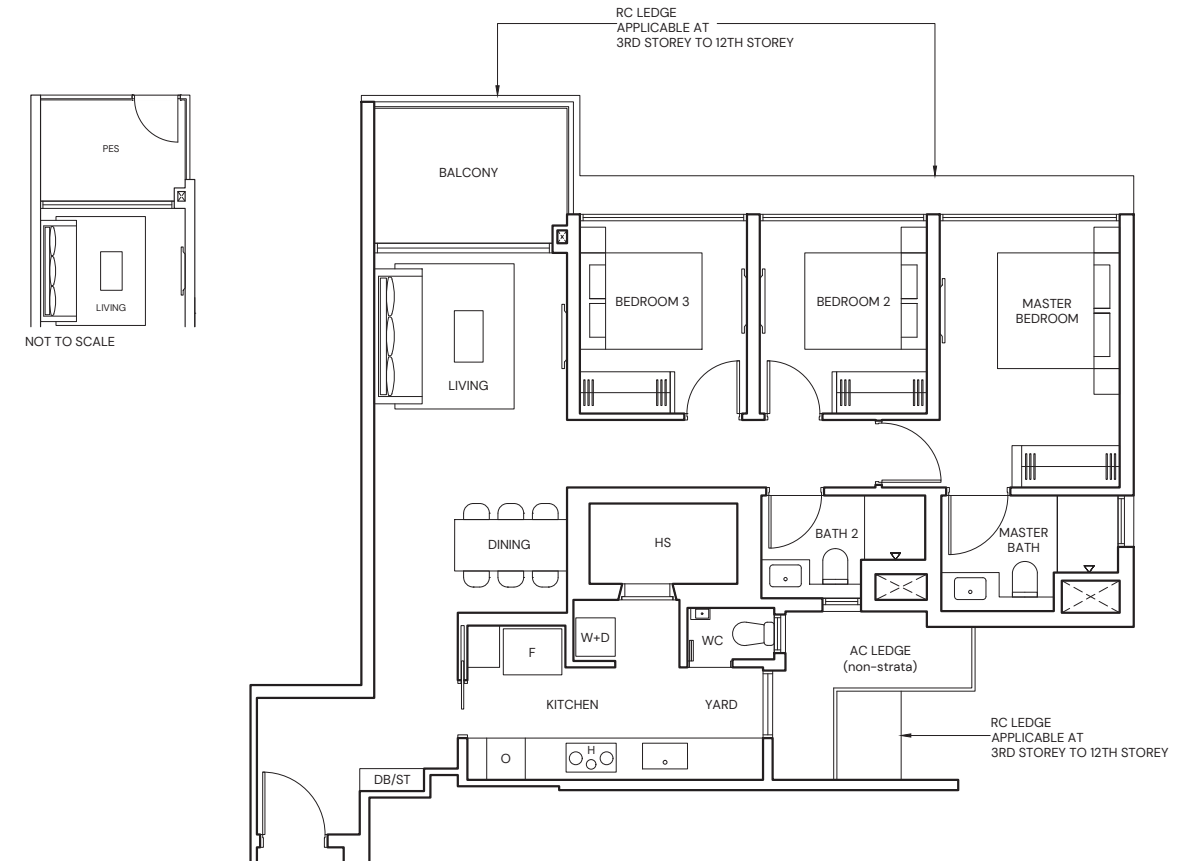 RC LEDGE
APPLICABLE AT
3RD STOREY TO 12TH STOREY
PES
LIVING
NOT TO SCALE
BALCONY
BEDROOM 3
BEDROOM 2
MASTER
BEDROOM
LIVING
DINING
HS
BATH 2
MASTER
BATH
W+D
WC
F
AC LEDGE
(non-strata)
KITCHEN
YARD
RC LEDGE
APPLICABLE AT
3RD STOREY TO 12TH STOREY
H
O
DB/ST